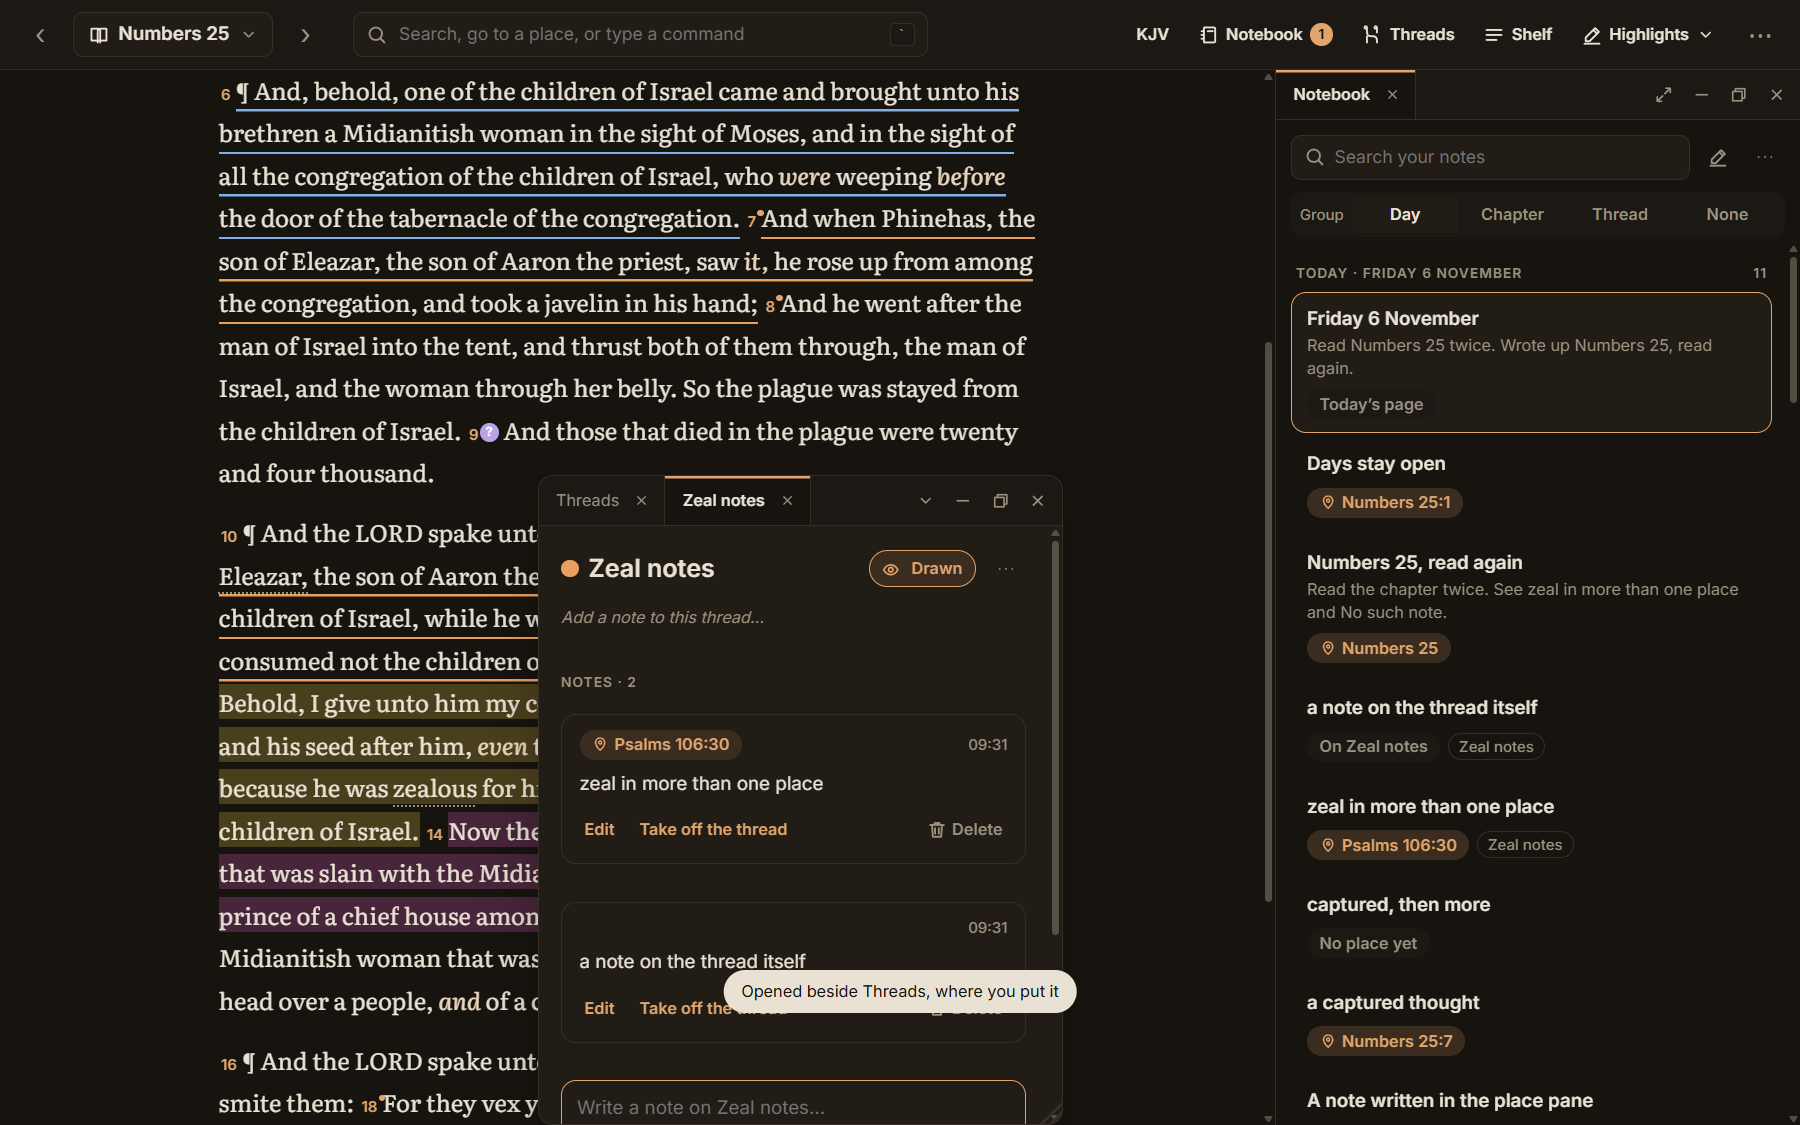 Numbers 25
Search, go to a place, or type a command
`
KJV
Notebook 1
Threads
Shelf
Highlights
6 ¶ And, behold, one of the children of Israel came and brought unto his
brethren a Midianitish woman in the sight of Moses, and in the sight of
all the congregation of the children of Israel, who were weeping before
the door of the tabernacle of the congregation. 7 And when Phinehas, the
son of Eleazar, the son of Aaron the priest, saw it, he rose up from among
the congregation, and took a javelin in his hand; 8 And he went after the
man of Israel into the tent, and thrust both of them through, the man of
Israel, and the woman through her belly. So the plague was stayed from
the children of Israel. 9 ? And those that died in the plague were twenty
and four thousand.
10 ¶ And the LORD spake unt
Eleazar, the son of Aaron the
children of Israel, while he w
consumed not the children o
Behold, I give unto him my c
and his seed after him, even t
because he was zealous for h
children of Israel. 14 Now the
that was slain with the Midia
prince of a chief house amon
Midianitish woman that was
head over a people, and of a c
16 ¶ And the LORD spake unt
smite them: 18 For they vex y
Threads
Zeal notes
Zeal notes
Drawn
Add a note to this thread...
NOTES · 2
Psalms 106:30
09:31
zeal in more than one place
Edit
Take off the thread
Delete
09:31
a note on the thread itself
Edit
Take off the
Opened beside Threads, where you put it
Write a note on Zeal notes...
Notebook
Search your notes
Group
Day
Chapter
Thread
None
TODAY · FRIDAY 6 NOVEMBER
11
Friday 6 November
Read Numbers 25 twice. Wrote up Numbers 25, read
again.
Today's page
Days stay open
Numbers 25:1
Numbers 25, read again
Read the chapter twice. See zeal in more than one place
and No such note.
Numbers 25
a note on the thread itself
On Zeal notes
Zeal notes
zeal in more than one place
Psalms 106:30
Zeal notes
captured, then more
No place yet
a captured thought
Numbers 25:7
A note written in the place pane